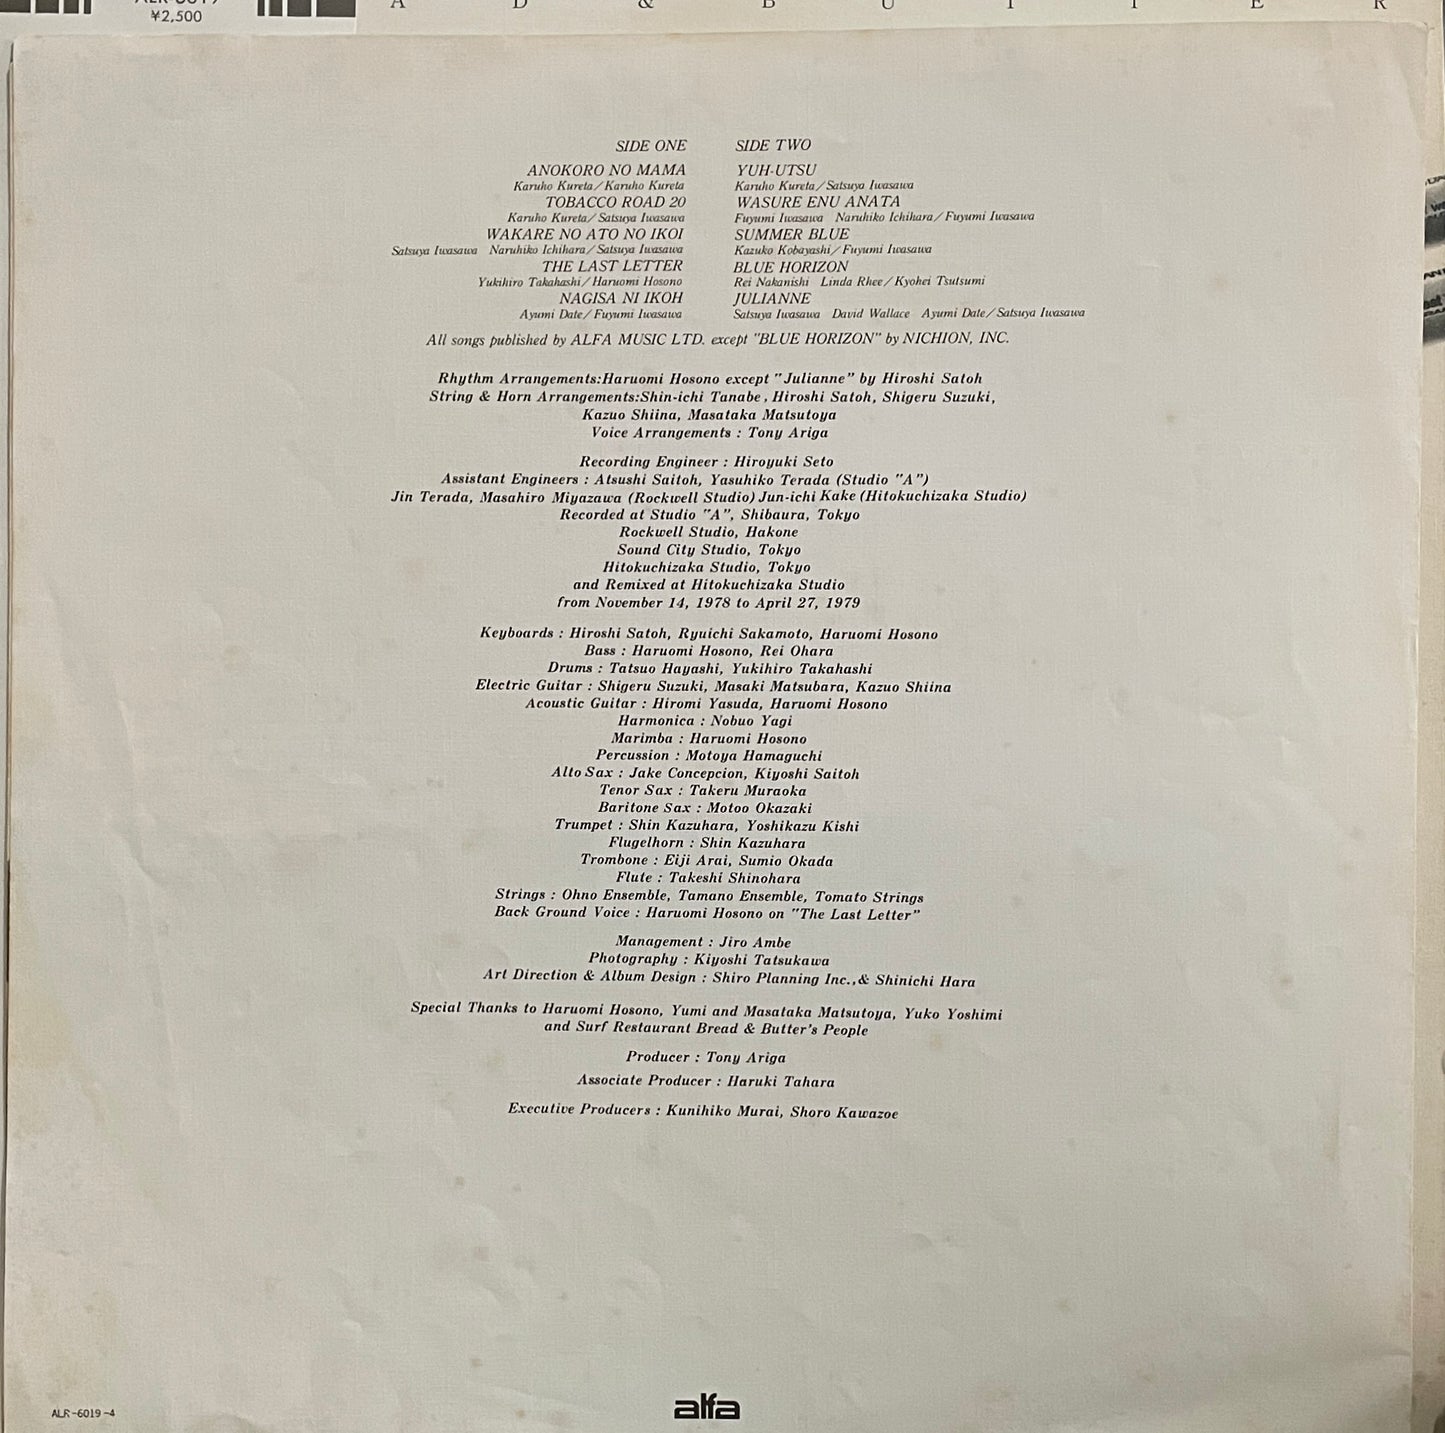 ¥2,500
A D & B U T T E R
SIDE ONE
ANOKORO NO MAMA
Karuho Kureta/Karuho Kureta
TOBACCO ROAD 20
Karuho Kureta/Satsuya Iwasawa
WAKARE NO ATO NO IKOI
Satsuya Iwasawa Naruhiko Ichihara/Satsuya Iwasawa
THE LAST LETTER
Yukihiro Takahashi/Haruomi Hosono
NAGISA NI IKOH
Ayumi Date/Fuyumi Iwasawa
SIDE TWO
YUH-UTSU
Karuho Kureta/Satsuya Iwasawa
WASURE ENU ANATA
Fuyumi Iwasawa Naruhiko Ichihara/Fuyumi Iwasawa
SUMMER BLUE
Kazuko Kobayashi/Fuyumi Iwasawa
BLUE HORIZON
Rei Nakanishi Linda Rhee/Kyohei Tsutsumi
JULIANNE
Satsuya Iwasawa David Wallace Ayumi Date/Satsuya Iwasawa
All songs published by ALFA MUSIC LTD. except "BLUE HORIZON" by NICHION, INC.
Rhythm Arrangements:Haruomi Hosono except "Julianne" by Hiroshi Satoh
String & Horn Arrangements:Shin-ichi Tanabe, Hiroshi Satoh, Shigeru Suzuki,
Kazuo Shiina, Masataka Matsutoya
Voice Arrangements : Tony Ariga
Recording Engineer : Hiroyuki Seto
Assistant Engineers : Atsushi Saitoh, Yasuhiko Terada (Studio "A")
Jin Terada, Masahiro Miyazawa (Rockwell Studio) Jun-ichi Kake (Hitokuchizaka Studio)
Recorded at Studio "A", Shibaura, Tokyo
Rockwell Studio, Hakone
Sound City Studio, Tokyo
Hitokuchizaka Studio, Tokyo
and Remixed at Hitokuchizaka Studio
from November 14, 1978 to April 27, 1979
Keyboards : Hiroshi Satoh, Ryuichi Sakamoto, Haruomi Hosono
Bass : Haruomi Hosono, Rei Ohara
Drums : Tatsuo Hayashi, Yukihiro Takahashi
Electric Guitar : Shigeru Suzuki, Masaki Matsubara, Kazuo Shiina
Acoustic Guitar : Hiromi Yasuda, Haruomi Hosono
Harmonica : Nobuo Yagi
Marimba : Haruomi Hosono
Percussion : Motoya Hamaguchi
Alto Sax : Jake Concepcion, Kiyoshi Saitoh
Tenor Sax : Takeru Muraoka
Baritone Sax : Motoo Okazaki
Trumpet : Shin Kazuhara, Yoshikazu Kishi
Flugelhorn : Shin Kazuhara
Trombone : Eiji Arai, Sumio Okada
Flute : Takeshi Shinohara
Strings : Ohno Ensemble, Tamano Ensemble, Tomato Strings
Back Ground Voice : Haruomi Hosono on "The Last Letter"
Management : Jiro Ambe
Photography : Kiyoshi Tatsukawa
Art Direction & Album Design : Shiro Planning Inc.,& Shinichi Hara
Special Thanks to Haruomi Hosono, Yumi and Masataka Matsutoya, Yuko Yoshimi
and Surf Restaurant Bread & Butter's People
Producer : Tony Ariga
Associate Producer : Haruki Tahara
Executive Producers : Kunihiko Murai, Shoro Kawazoe
ALR-6019-4
alfa